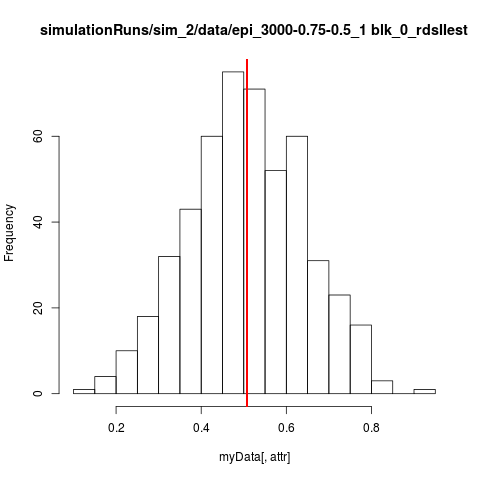 simulationRuns/sim_2/data/epi_3000-0.75-0.5_1 blk_0_rdsllest
Frequency
60
40
20
0
0.2 0.4 0.6 0.8
myData[, attr]